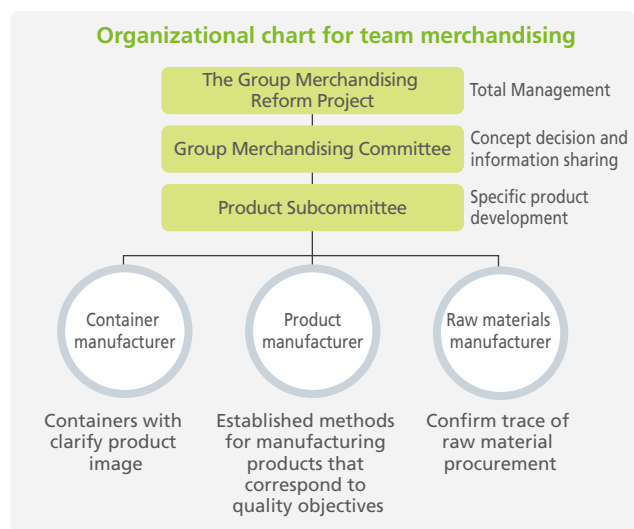 Organizational chart for team merchandising
The Group Merchandising
Reform Project
Total Management
Group Merchandising Committee
Concept decision and
information sharing
Product Subcommittee
Specific product
development
Container
manufacturer
Product
manufacturer
Raw materials
manufacturer
Containers with
clarify product
image
Established methods
for manufacturing
products that
correspond to
quality objectives
Confirm trace of
raw material
procurement